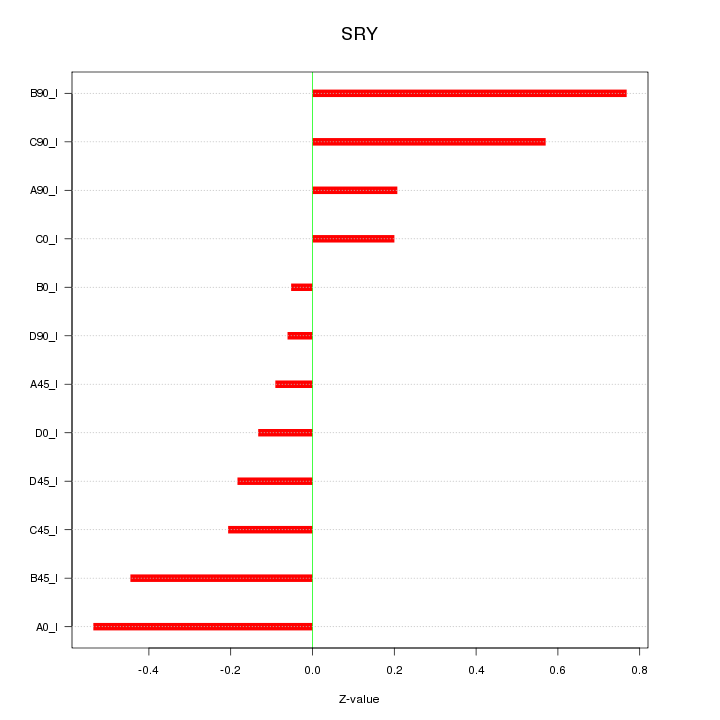 SRY
B90_I
C90_I
A90_I
C0_I
B0_I
D90_I
A45_I
D0_I
D45_I
C45_I
B45_I
A0_I
-0.4 -0.2 0.0 0.2 0.4 0.6 0.8
Z-value